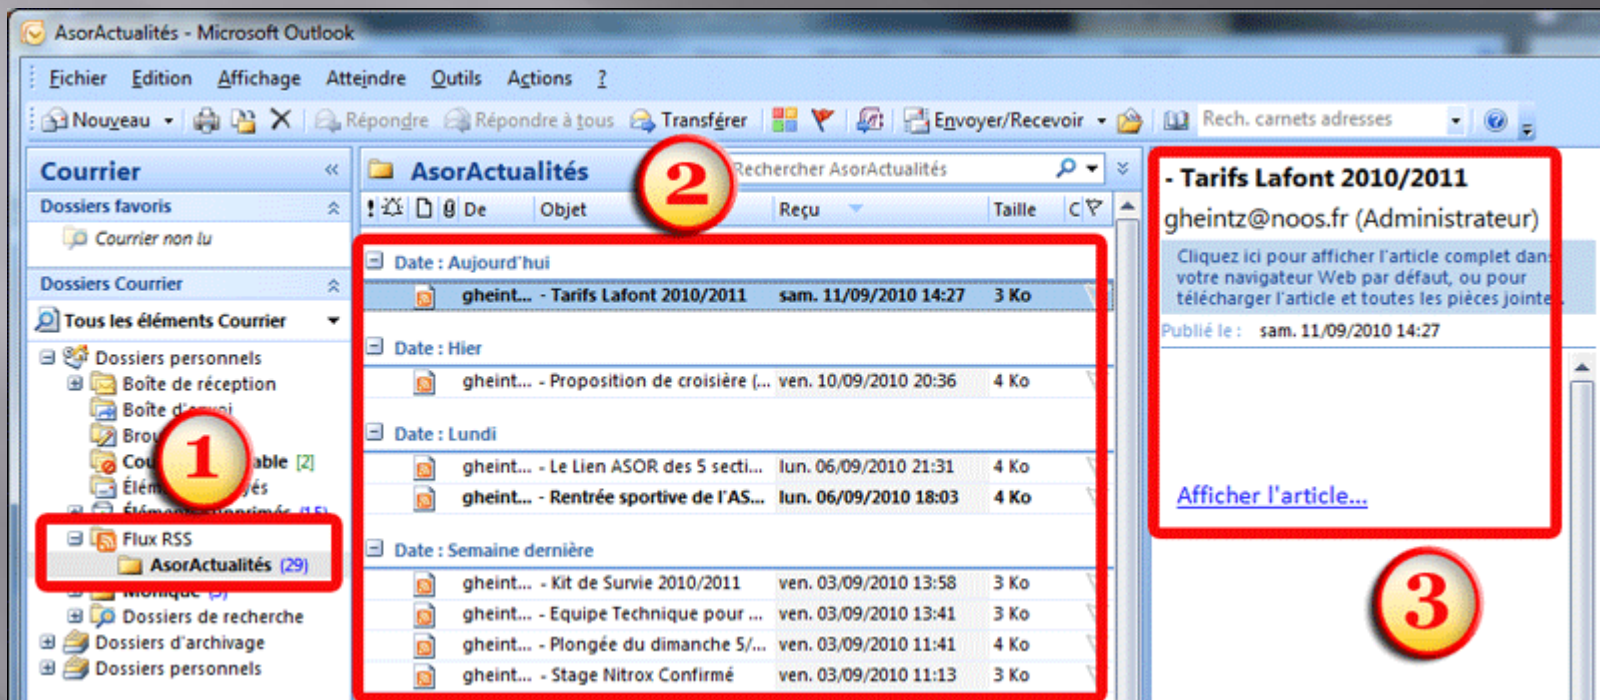 AsorActualités - Microsoft Outlook
Fichier Edition Affichage Atteindre Outils Actions ?
Nouveau Répondre Répondre à tous Transférer Envoyer/Recevoir Rech. carnets adresses
Courrier «
Dossiers favoris
Courrier non lu
Dossiers Courrier
Tous les éléments Courrier
Dossiers personnels
Boîte de réception
Boîte d'envoi
[2]
1
Éléments supprimés (15)
Flux RSS
AsorActualités (29)
Monique (3)
Dossiers de recherche
Dossiers d'archivage
Dossiers personnels
AsorActualités
2
Rechercher AsorActualités
! De Objet Reçu Taille C
Date : Aujourd'hui
gheint... - Tarifs Lafont 2010/2011 sam. 11/09/2010 14:27 3 Ko
Date : Hier
gheint... - Proposition de croisière (... ven. 10/09/2010 20:36 4 Ko
Date : Lundi
gheint... - Le Lien ASOR des 5 secti... lun. 06/09/2010 21:31 4 Ko
gheint... - Rentrée sportive de l'AS... lun. 06/09/2010 18:03 4 Ko
Date : Semaine dernière
gheint... - Kit de Survie 2010/2011 ven. 03/09/2010 13:58 3 Ko
gheint... - Equipe Technique pour ... ven. 03/09/2010 13:41 3 Ko
gheint... - Plongée du dimanche 5/... ven. 03/09/2010 11:41 4 Ko
gheint... - Stage Nitrox Confirmé ven. 03/09/2010 11:13 3 Ko
- Tarifs Lafont 2010/2011
gheintz@noos.fr (Administrateur)
Cliquez ici pour afficher l'article complet dans
votre navigateur Web par défaut, ou pour
télécharger l'article et toutes les pièces jointe.
Publié le : sam. 11/09/2010 14:27
Afficher l'article...
3